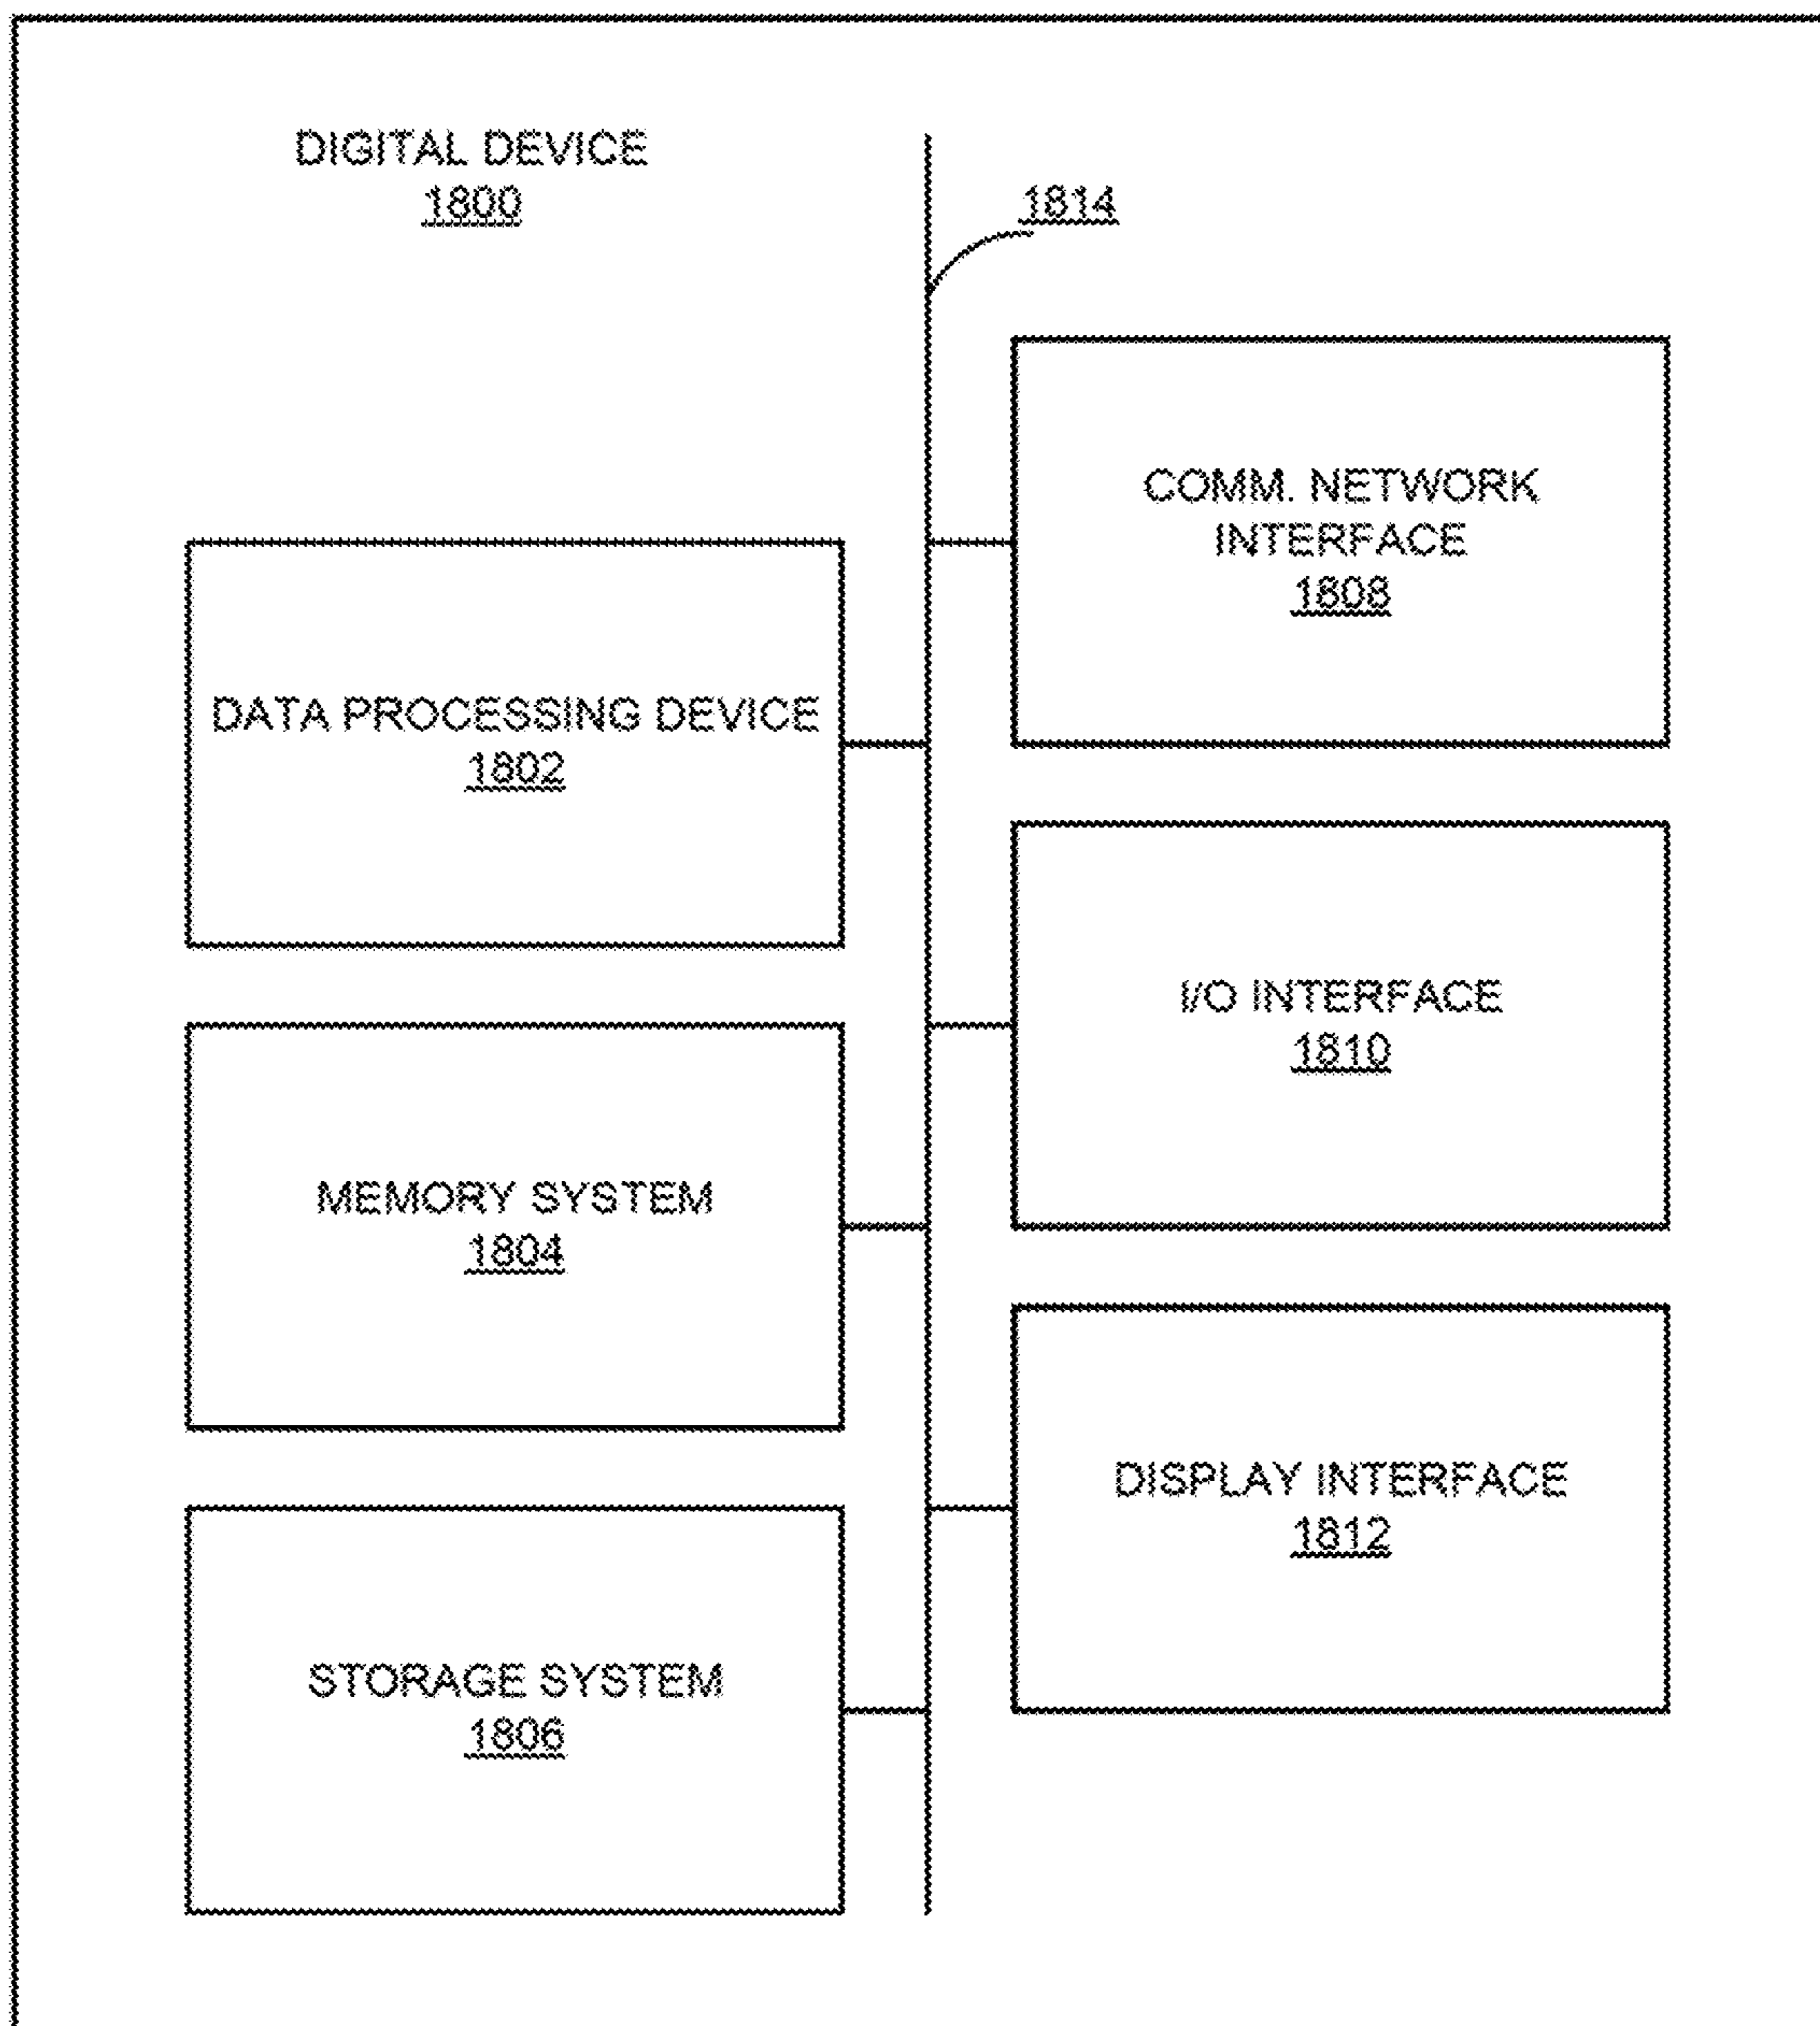 DIGITAL DEVICE
1800
1814
COMM. NETWORK
INTERFACE
1808
DATA PROCESSING DEVICE
1802
I/O INTERFACE
1810
MEMORY SYSTEM
1804
DISPLAY INTERFACE
1812
STORAGE SYSTEM
1806